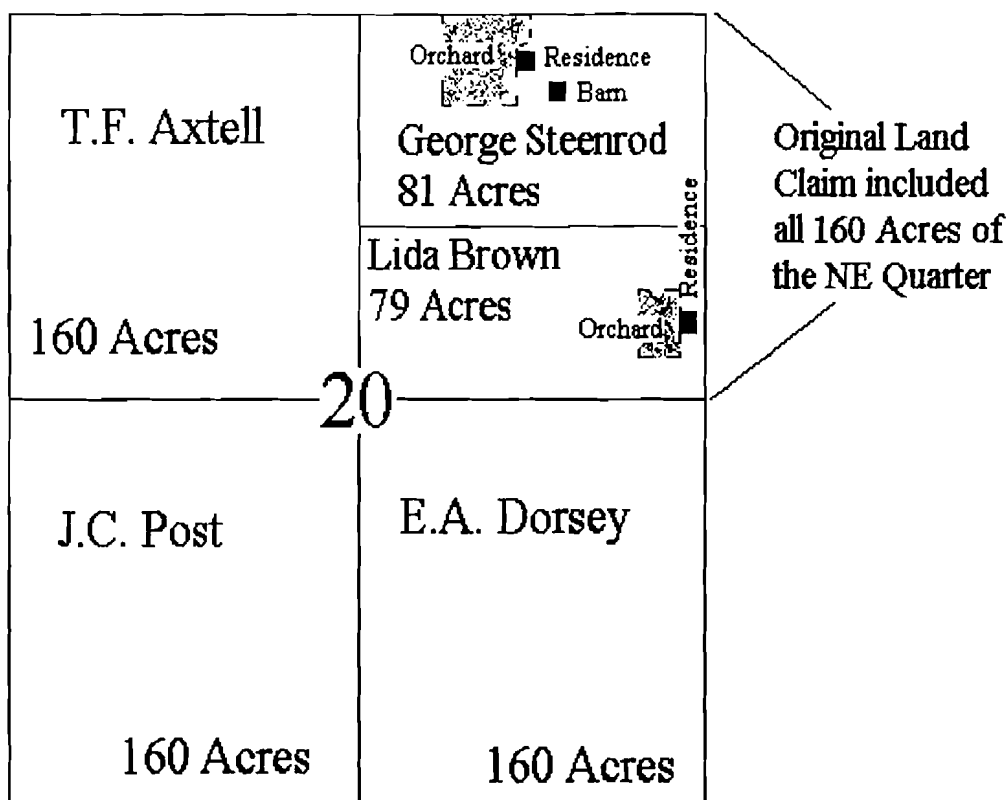 T.F. Axtell
160 Acres
Orchard
Residence
Barn
George Steenrod
81 Acres
Lida Brown
79 Acres
Residence
Orchard
Original Land
Claim included
all 160 Acres of
the NE Quarter
20
J.C. Post
160 Acres
E.A. Dorsey
160 Acres